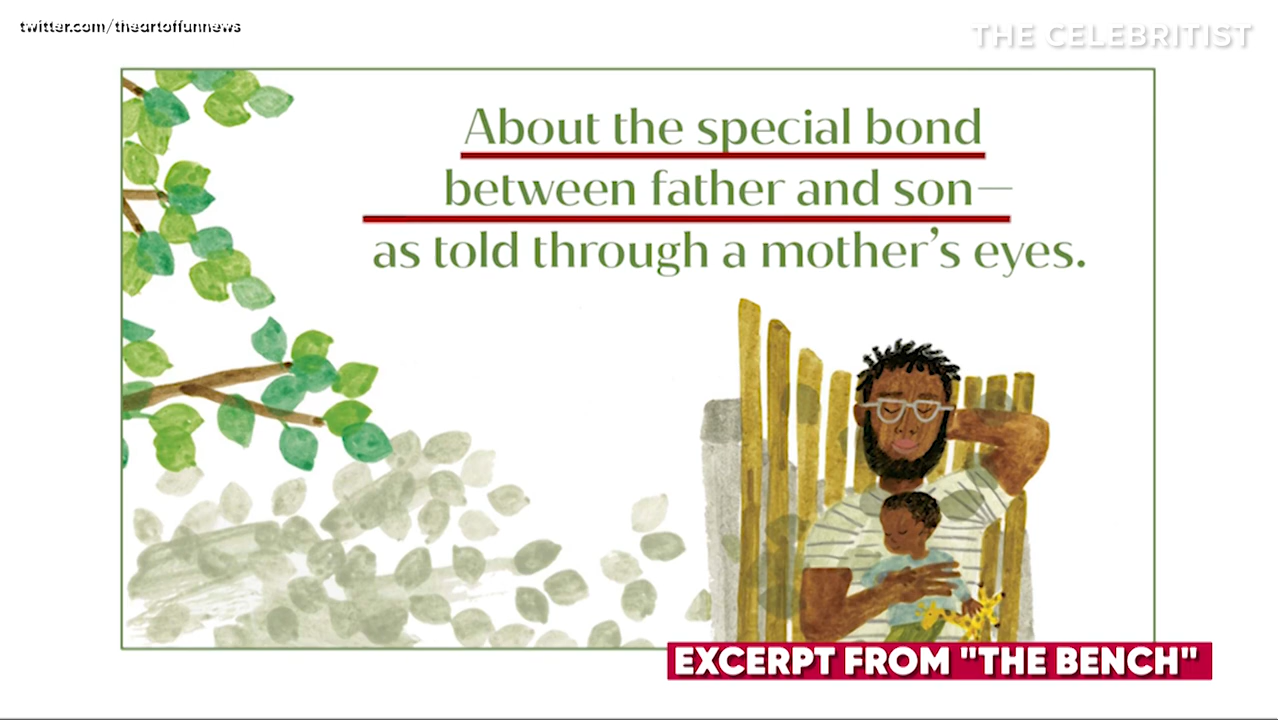 twitter.com/theartoffunnews
THE CELEBRITIST
About the special bond
between father and son—
as told through a mother's eyes.
EXCERPT FROM "THE BENCH"